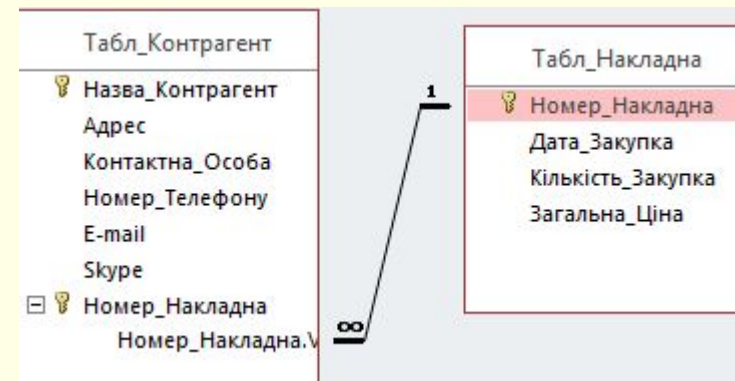 Табл_Контрагент
Назва_Контрагент
Адрес
Контактна_Особа
Номер_Телефону
E-mail
Skype
Номер_Накладна
Номер_Накладна.V
1
∞
Табл_Накладна
Номер_Накладна
Дата_Закупка
Кількість_Закупка
Загальна_Ціна